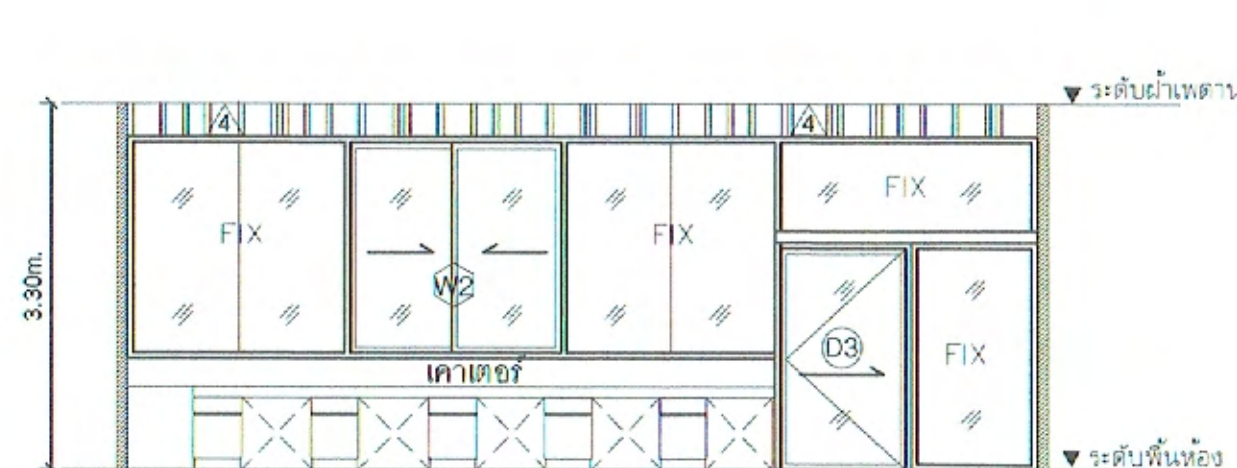 ระดับฝ้าเพดาน
4 4
FIX
FIX FIX
W2
3.30m.
D3 FIX
เคาเตอร์
ระดับพื้นห้อง